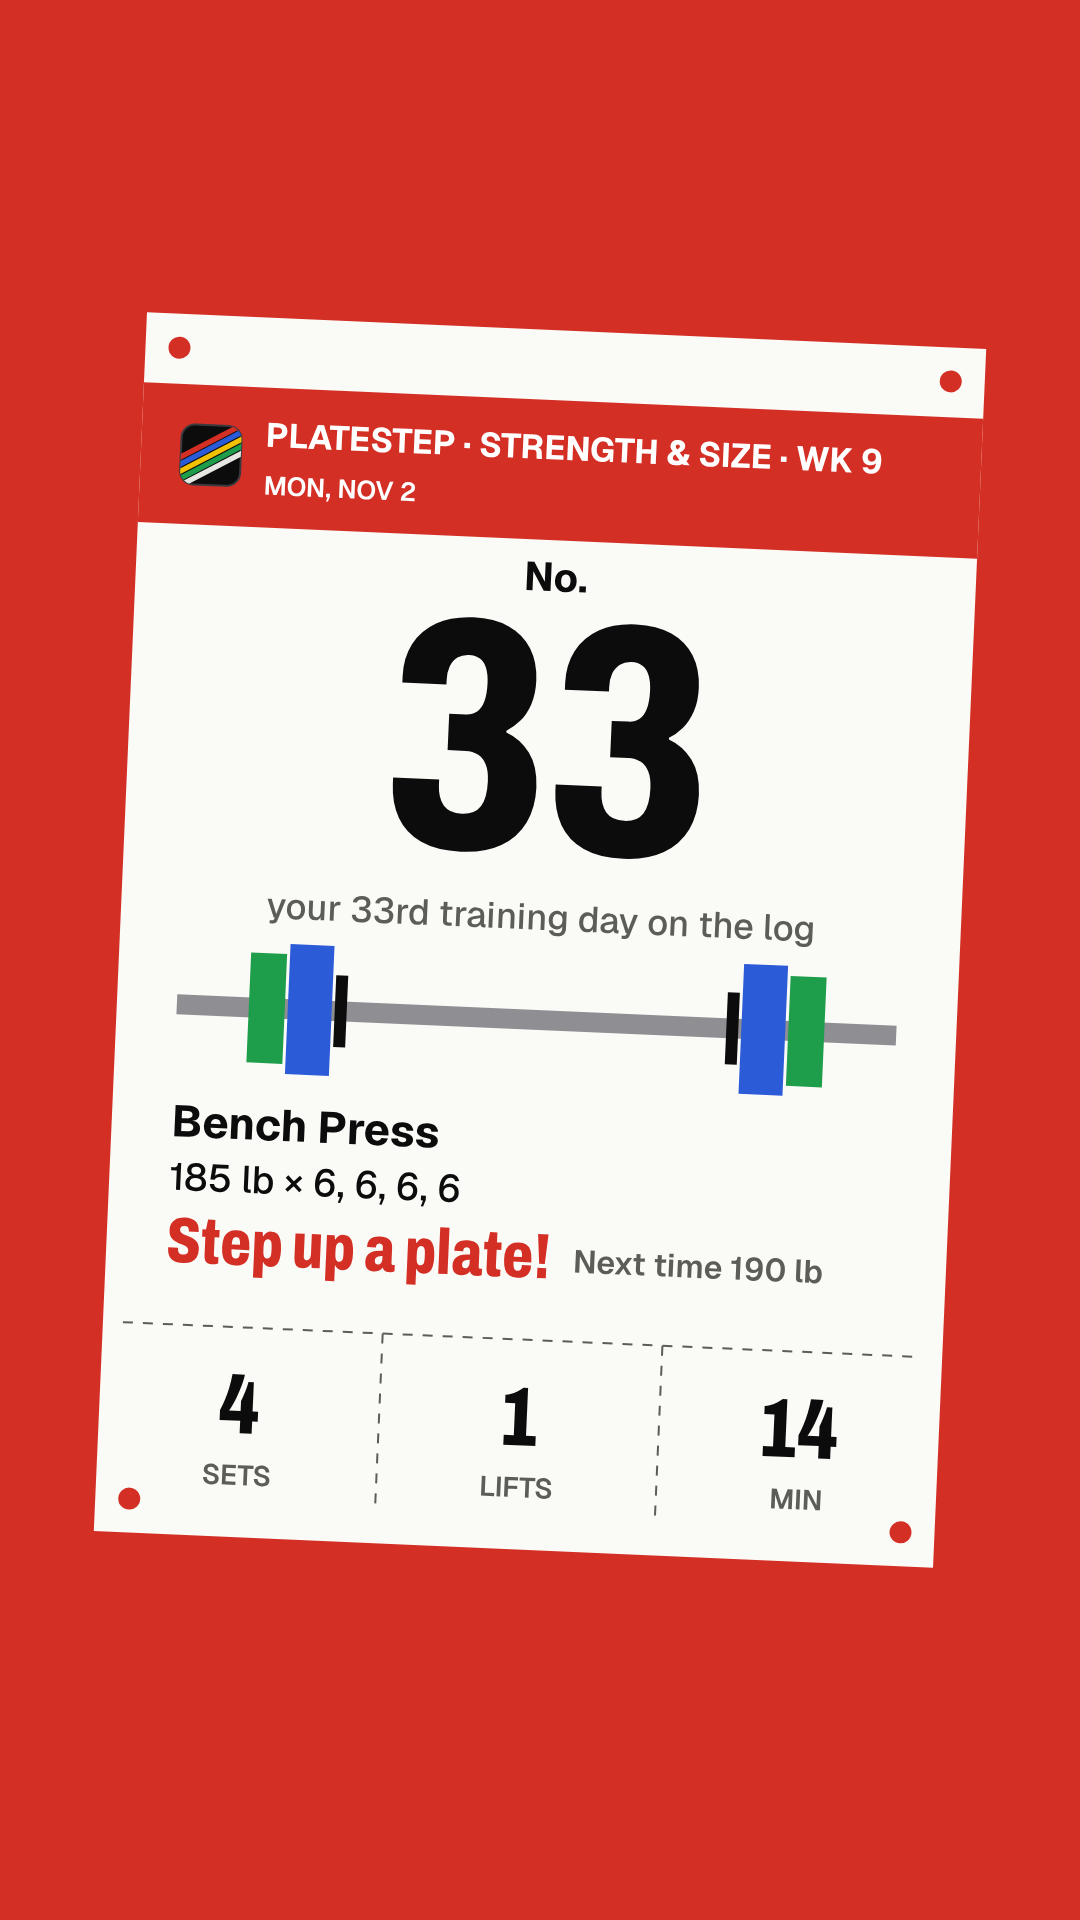 PLATESTEP · STRENGTH & SIZE · WK 9
MON, NOV 2
No.
33
your 33rd training day on the log
Bench Press
185 lb × 6, 6, 6, 6
Step up a plate! Next time 190 lb
4 1 14
SETS LIFTS MIN